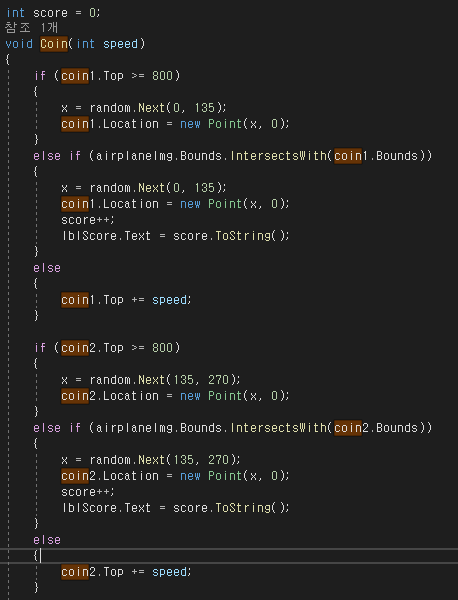 int score = 0;
참조 1개
void Coin(int speed)
{
if (coin1.Top >= 800)
{
x = random.Next(0, 135);
coin1.Location = new Point(x, 0);
}
else if (airplaneImg.Bounds.IntersectsWith(coin1.Bounds))
{
x = random.Next(0, 135);
coin1.Location = new Point(x, 0);
score++;
lblScore.Text = score.ToString();
}
else
{
coin1.Top += speed;
}
if (coin2.Top >= 800)
{
x = random.Next(135, 270);
coin2.Location = new Point(x, 0);
}
else if (airplaneImg.Bounds.IntersectsWith(coin2.Bounds))
{
x = random.Next(135, 270);
coin2.Location = new Point(x, 0);
score++;
lblScore.Text = score.ToString();
}
else
{
coin2.Top += speed;
}